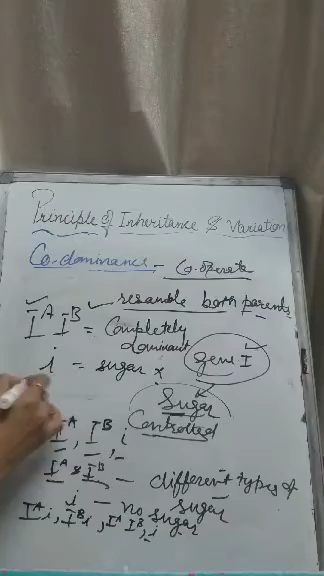 Principle of Inheritance & Variation
Co-dominance - Co-operate
resamble both parents
I^A I^B = Completely dominant
i = sugar ×
gene I
Sugar
Controlled
I^A, I^B, i
I^A & I^B - different types of sugar
i - no sugar
I^A i, I^B i, I^A I^B, i